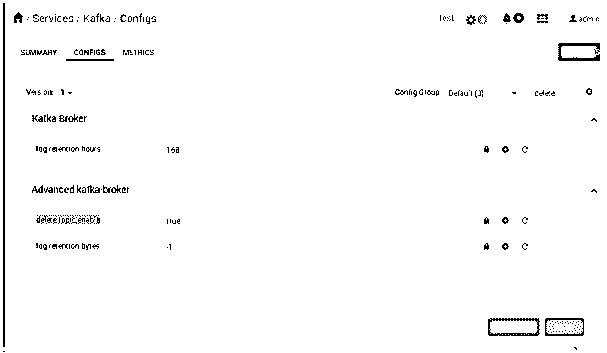 / Services / Kafka / Configs
Test
admin
SUMMARY CONFIGS METRICS
Version: 1
Config Group Default (3) delete
Kafka Broker
log retention hours 168
Advanced kafka-broker
delete.topic.enable true
log retention bytes -1